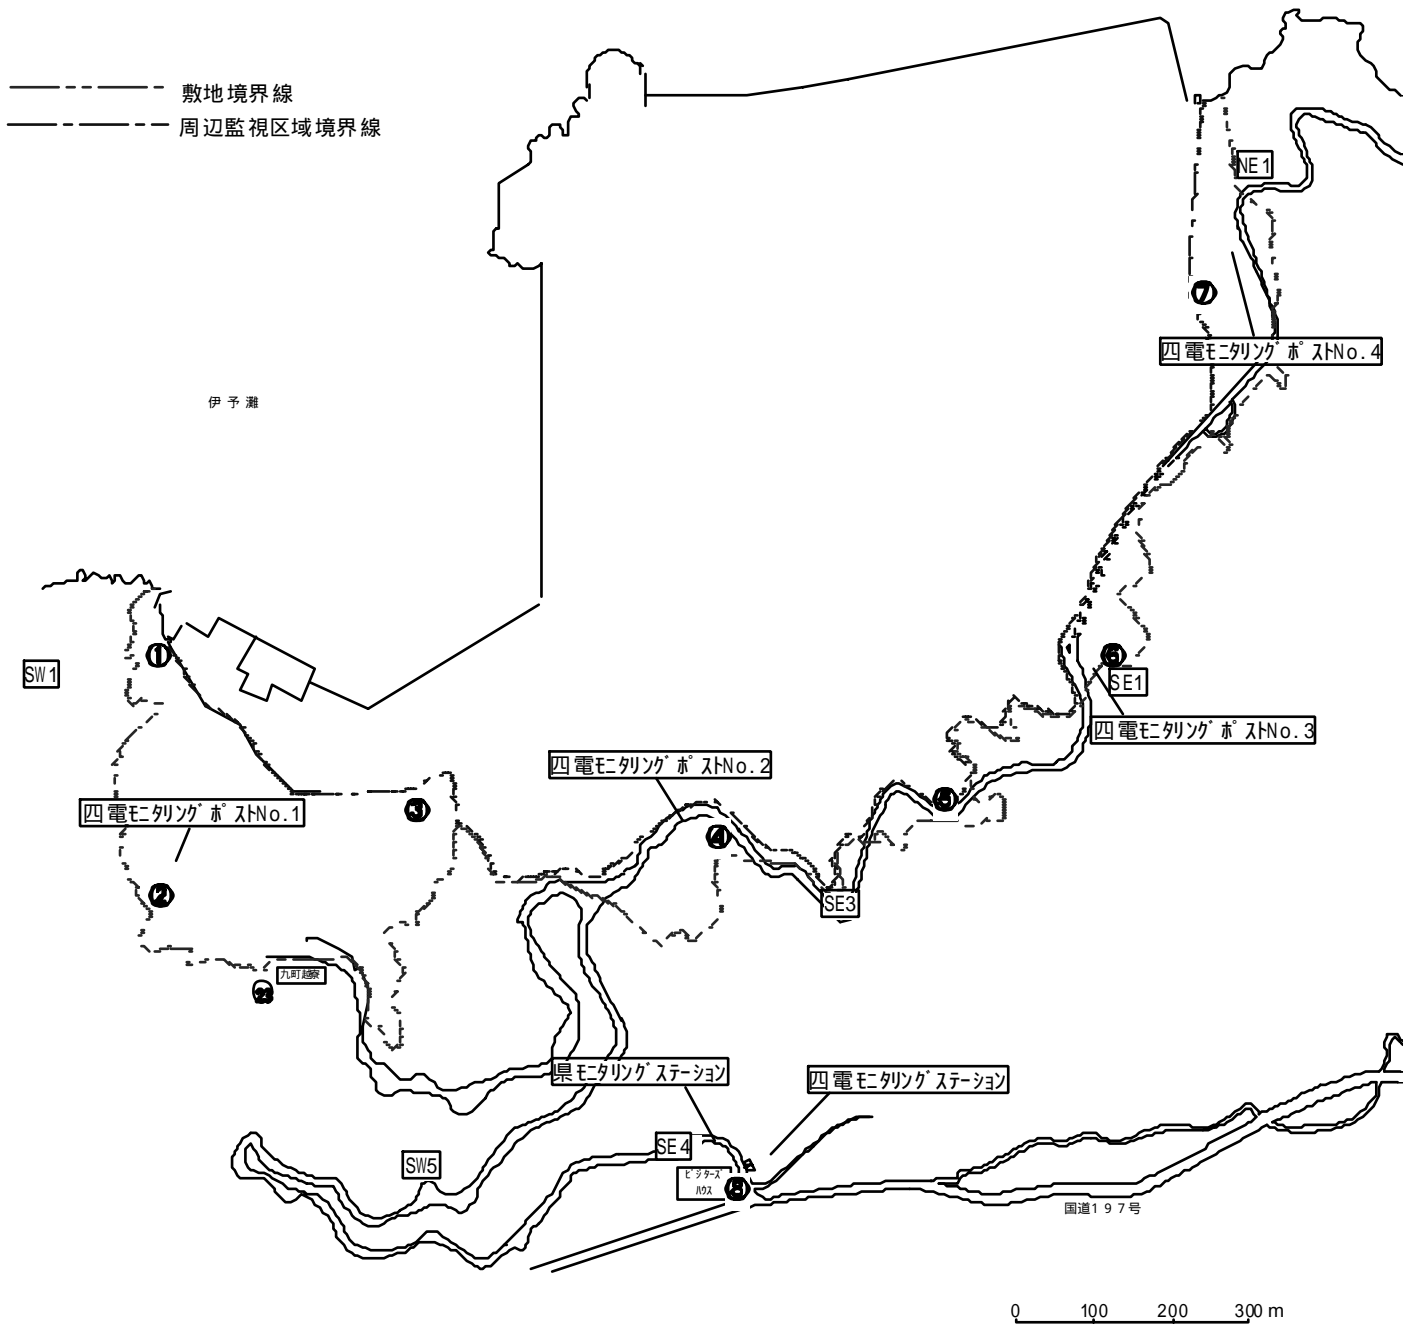 敷地境界線
周辺監視区域境界線
NE1
⑦
四電モニタリングポストNo.4
伊予灘
①
SW1
⑥
SE1
四電モニタリングポストNo.3
四電モニタリングポストNo.2
四電モニタリングポストNo.1
③
⑤
④
②
SE3
九町越寮
23
県モニタリングステーション
四電モニタリングステーション
SE4
SW5
ビジターズ
ハウス
⑧
国道197号
0 100 200 300 m